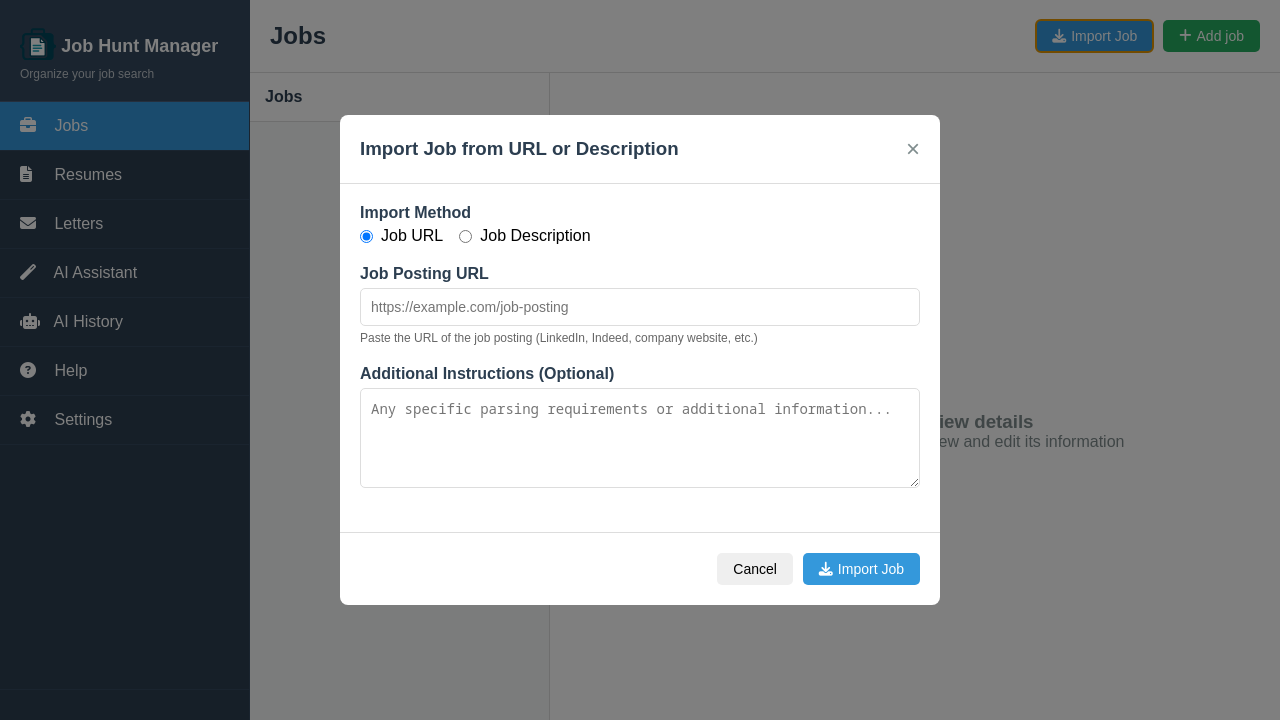 Job Hunt Manager
Organize your job search
Jobs
Resumes
Letters
AI Assistant
AI History
Help
Settings
Jobs
Import Job
Add job
Jobs
Import Job from URL or Description
×
Import Method
Job URL
Job Description
Job Posting URL
https://example.com/job-posting
Paste the URL of the job posting (LinkedIn, Indeed, company website, etc.)
Additional Instructions (Optional)
Any specific parsing requirements or additional information...
details
and edit its information
Cancel
Import Job